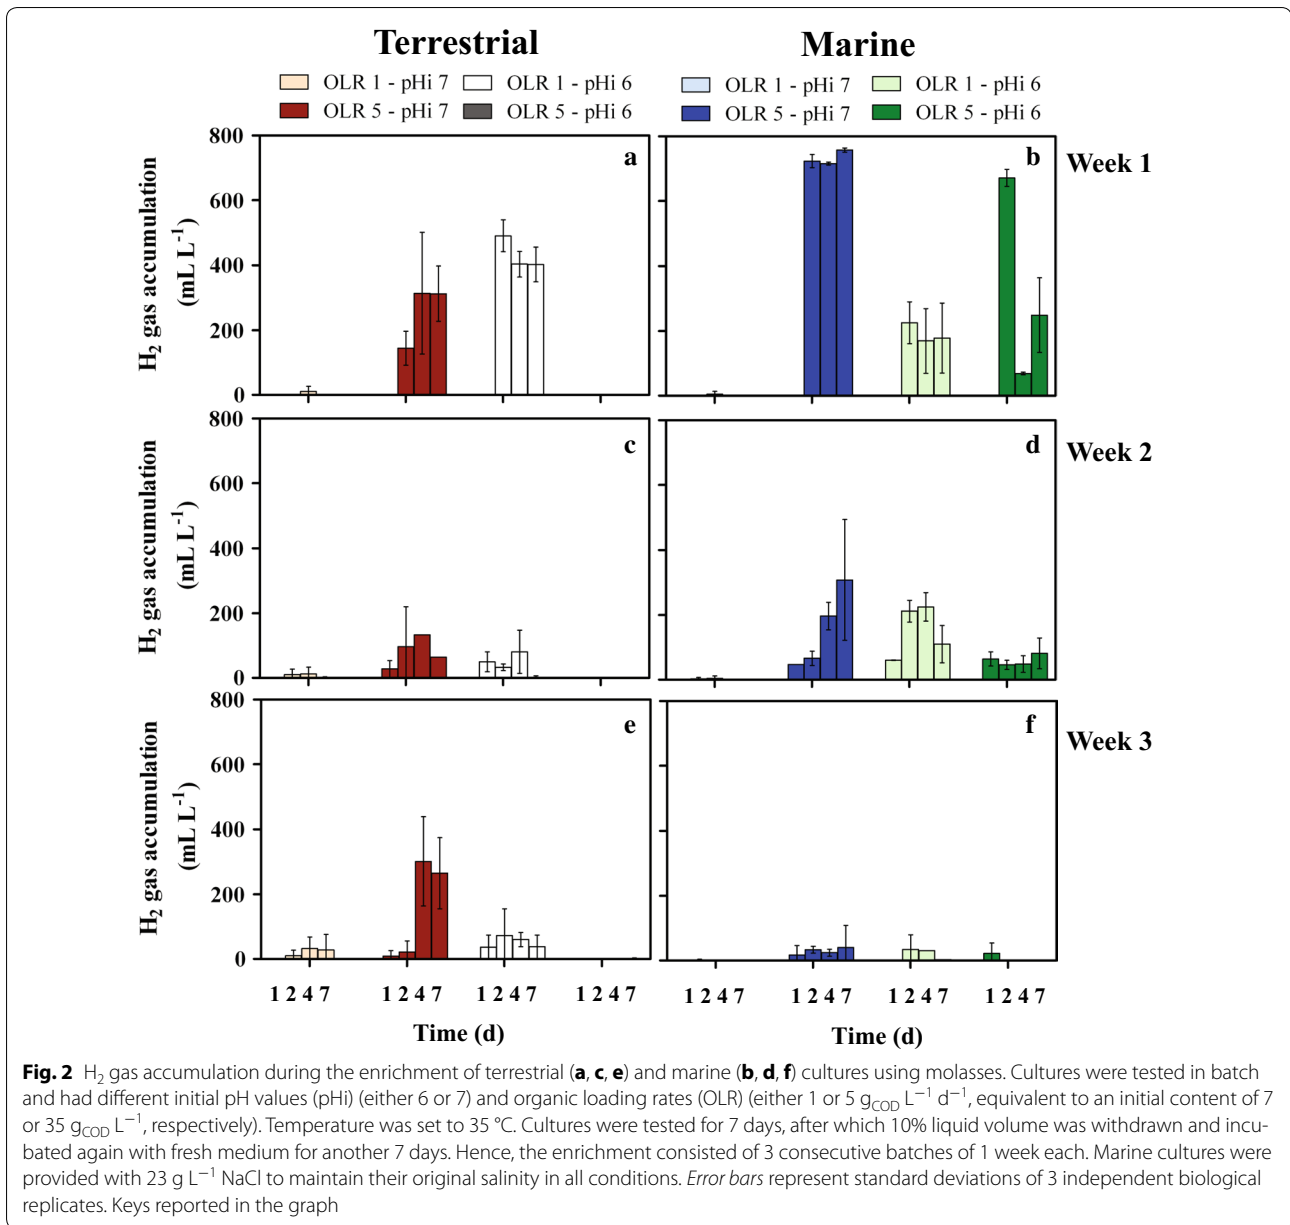 Terrestrial
Marine
OLR 1 - pHi 7
OLR 1 - pHi 6
OLR 5 - pHi 7
OLR 5 - pHi 6
OLR 1 - pHi 7
OLR 1 - pHi 6
OLR 5 - pHi 7
OLR 5 - pHi 6
H₂ gas accumulation
(mL L⁻¹)
800
600
400
200
0
a
b
Week 1
H₂ gas accumulation
(mL L⁻¹)
800
600
400
200
0
c
d
Week 2
H₂ gas accumulation
(mL L⁻¹)
800
600
400
200
0
e
f
Week 3
1 2 4 7 1 2 4 7 1 2 4 7 1 2 4 7
1 2 4 7 1 2 4 7 1 2 4 7 1 2 4 7
Time (d)
Time (d)
Fig. 2 H₂ gas accumulation during the enrichment of terrestrial (a, c, e) and marine (b, d, f) cultures using molasses. Cultures were tested in batch
and had different initial pH values (pHi) (either 6 or 7) and organic loading rates (OLR) (either 1 or 5 g_COD L⁻¹ d⁻¹, equivalent to an initial content of 7
or 35 g_COD L⁻¹, respectively). Temperature was set to 35 °C. Cultures were tested for 7 days, after which 10% liquid volume was withdrawn and incu-
bated again with fresh medium for another 7 days. Hence, the enrichment consisted of 3 consecutive batches of 1 week each. Marine cultures were
provided with 23 g L⁻¹ NaCl to maintain their original salinity in all conditions. Error bars represent standard deviations of 3 independent biological
replicates. Keys reported in the graph